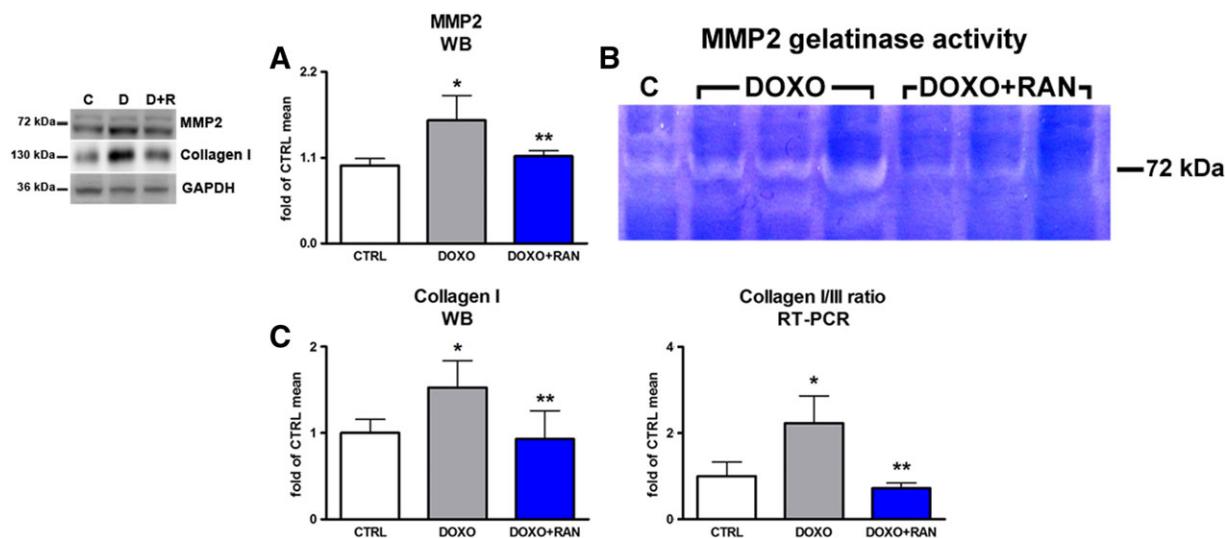 C D D+R
72 kDa
MMP2
130 kDa
Collagen I
36 kDa
GAPDH
A
MMP2
WB
fold of CTRL mean
2.2
1.1
0.0
*
**
CTRL DOXO DOXO+RAN
B
MMP2 gelatinase activity
C DOXO DOXO+RAN
72 kDa
C
Collagen I
WB
fold of CTRL mean
2
1
0
*
**
CTRL DOXO DOXO+RAN
Collagen I/III ratio
RT-PCR
fold of CTRL mean
4
2
0
*
**
CTRL DOXO DOXO+RAN